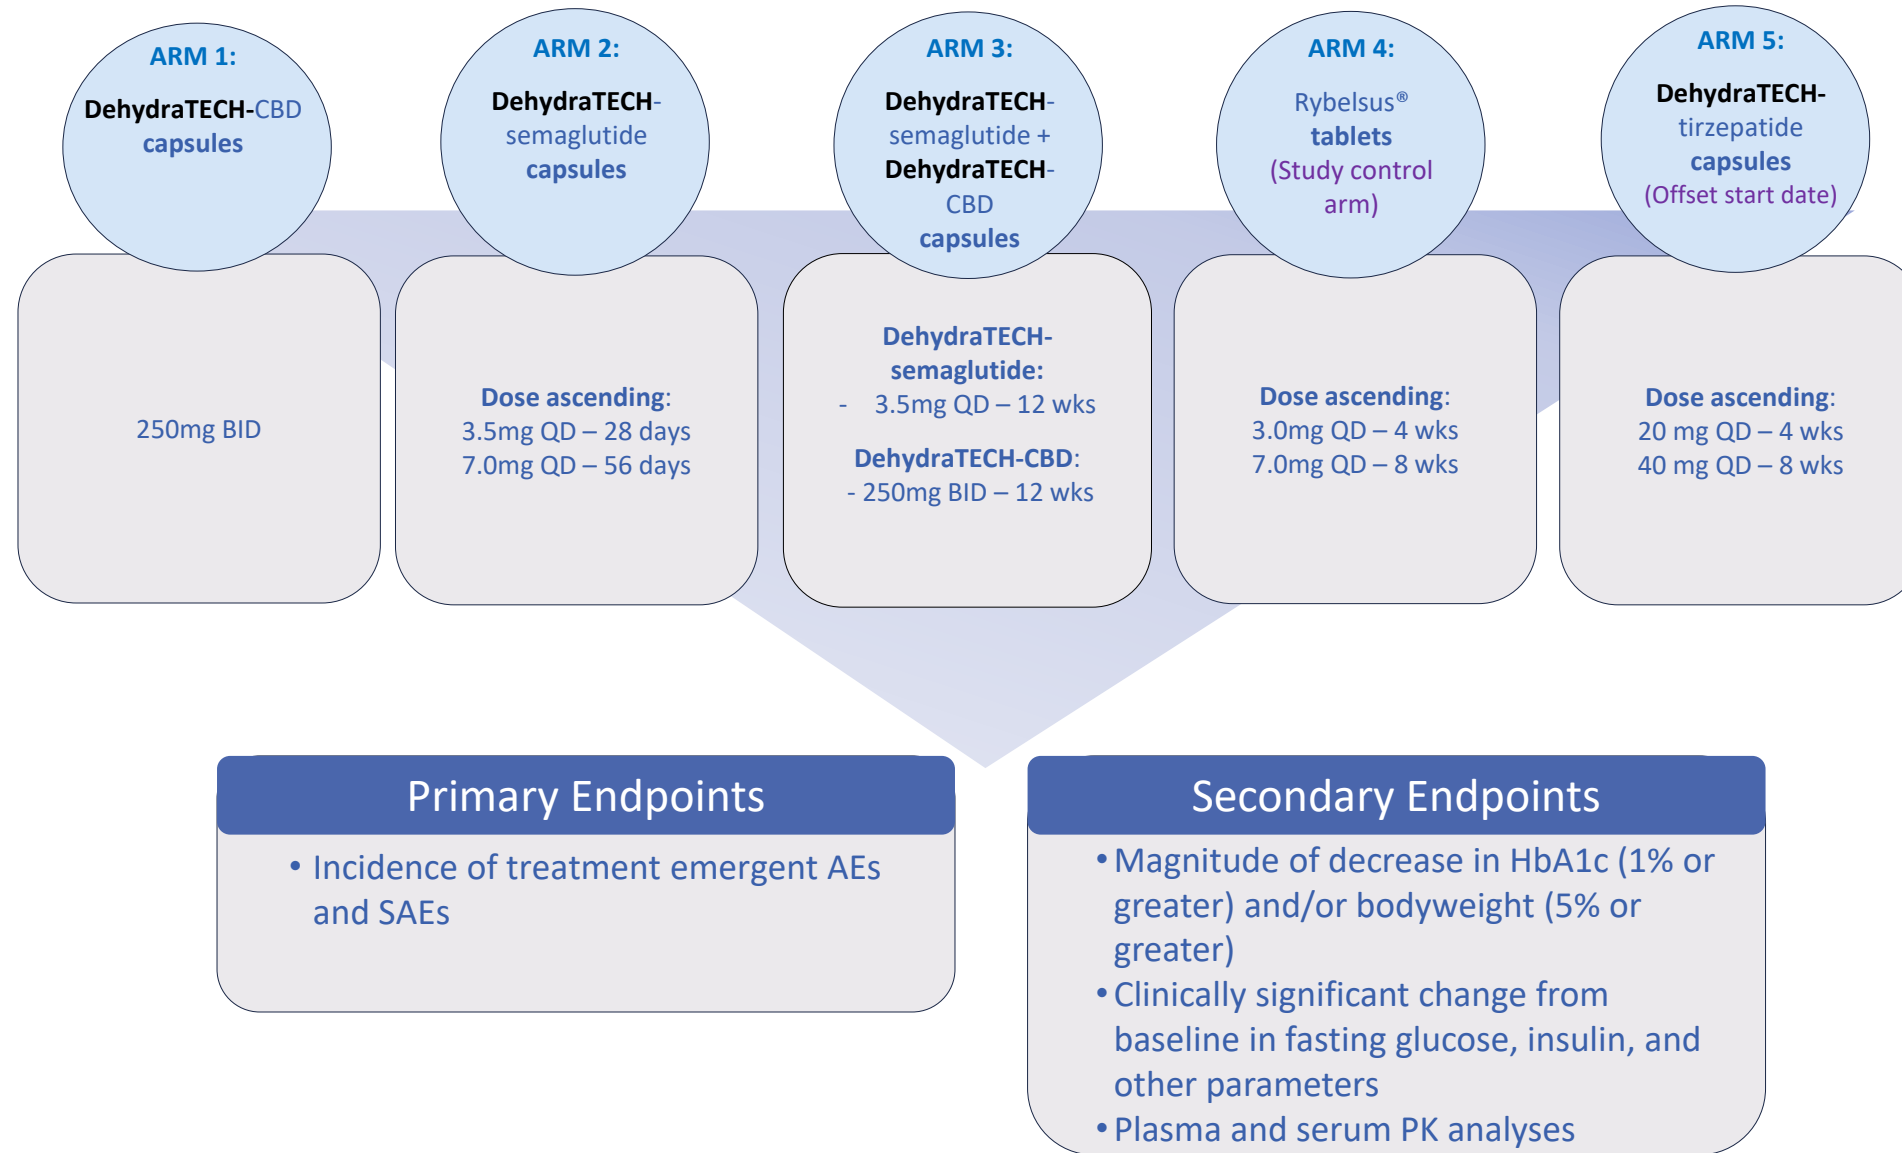 ARM 1:
DehydraTECH-CBD
capsules
250mg BID
ARM 2:
DehydraTECH-
semaglutide
capsules
Dose ascending:
3.5mg QD – 28 days
7.0mg QD – 56 days
ARM 3:
DehydraTECH-
semaglutide +
DehydraTECH-
CBD
capsules
DehydraTECH-
semaglutide:
- 3.5mg QD – 12 wks
DehydraTECH-CBD:
- 250mg BID – 12 wks
ARM 4:
Rybelsus®
tablets
(Study control
arm)
Dose ascending:
3.0mg QD – 4 wks
7.0mg QD – 8 wks
ARM 5:
DehydraTECH-
tirzepatide
capsules
(Offset start date)
Dose ascending:
20 mg QD – 4 wks
40 mg QD – 8 wks
Primary Endpoints
• Incidence of treatment emergent AEs
and SAEs
Secondary Endpoints
• Magnitude of decrease in HbA1c (1% or
greater) and/or bodyweight (5% or
greater)
• Clinically significant change from
baseline in fasting glucose, insulin, and
other parameters
• Plasma and serum PK analyses